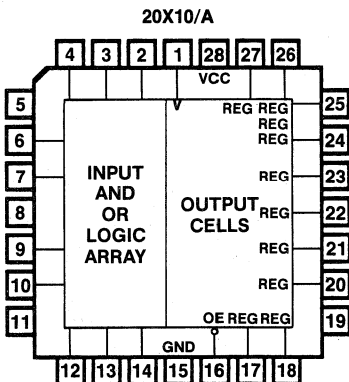 20X10/A
4 3 2 1 28 27 26
VCC
5 V REG REG 25
REG
6 REG 24
7 REG 23
INPUT
AND
OR
LOGIC
ARRAY
OUTPUT
CELLS
8 REG 22
9 REG 21
10 REG 20
11 OE REG REG 19
GND
12 13 14 15 16 17 18